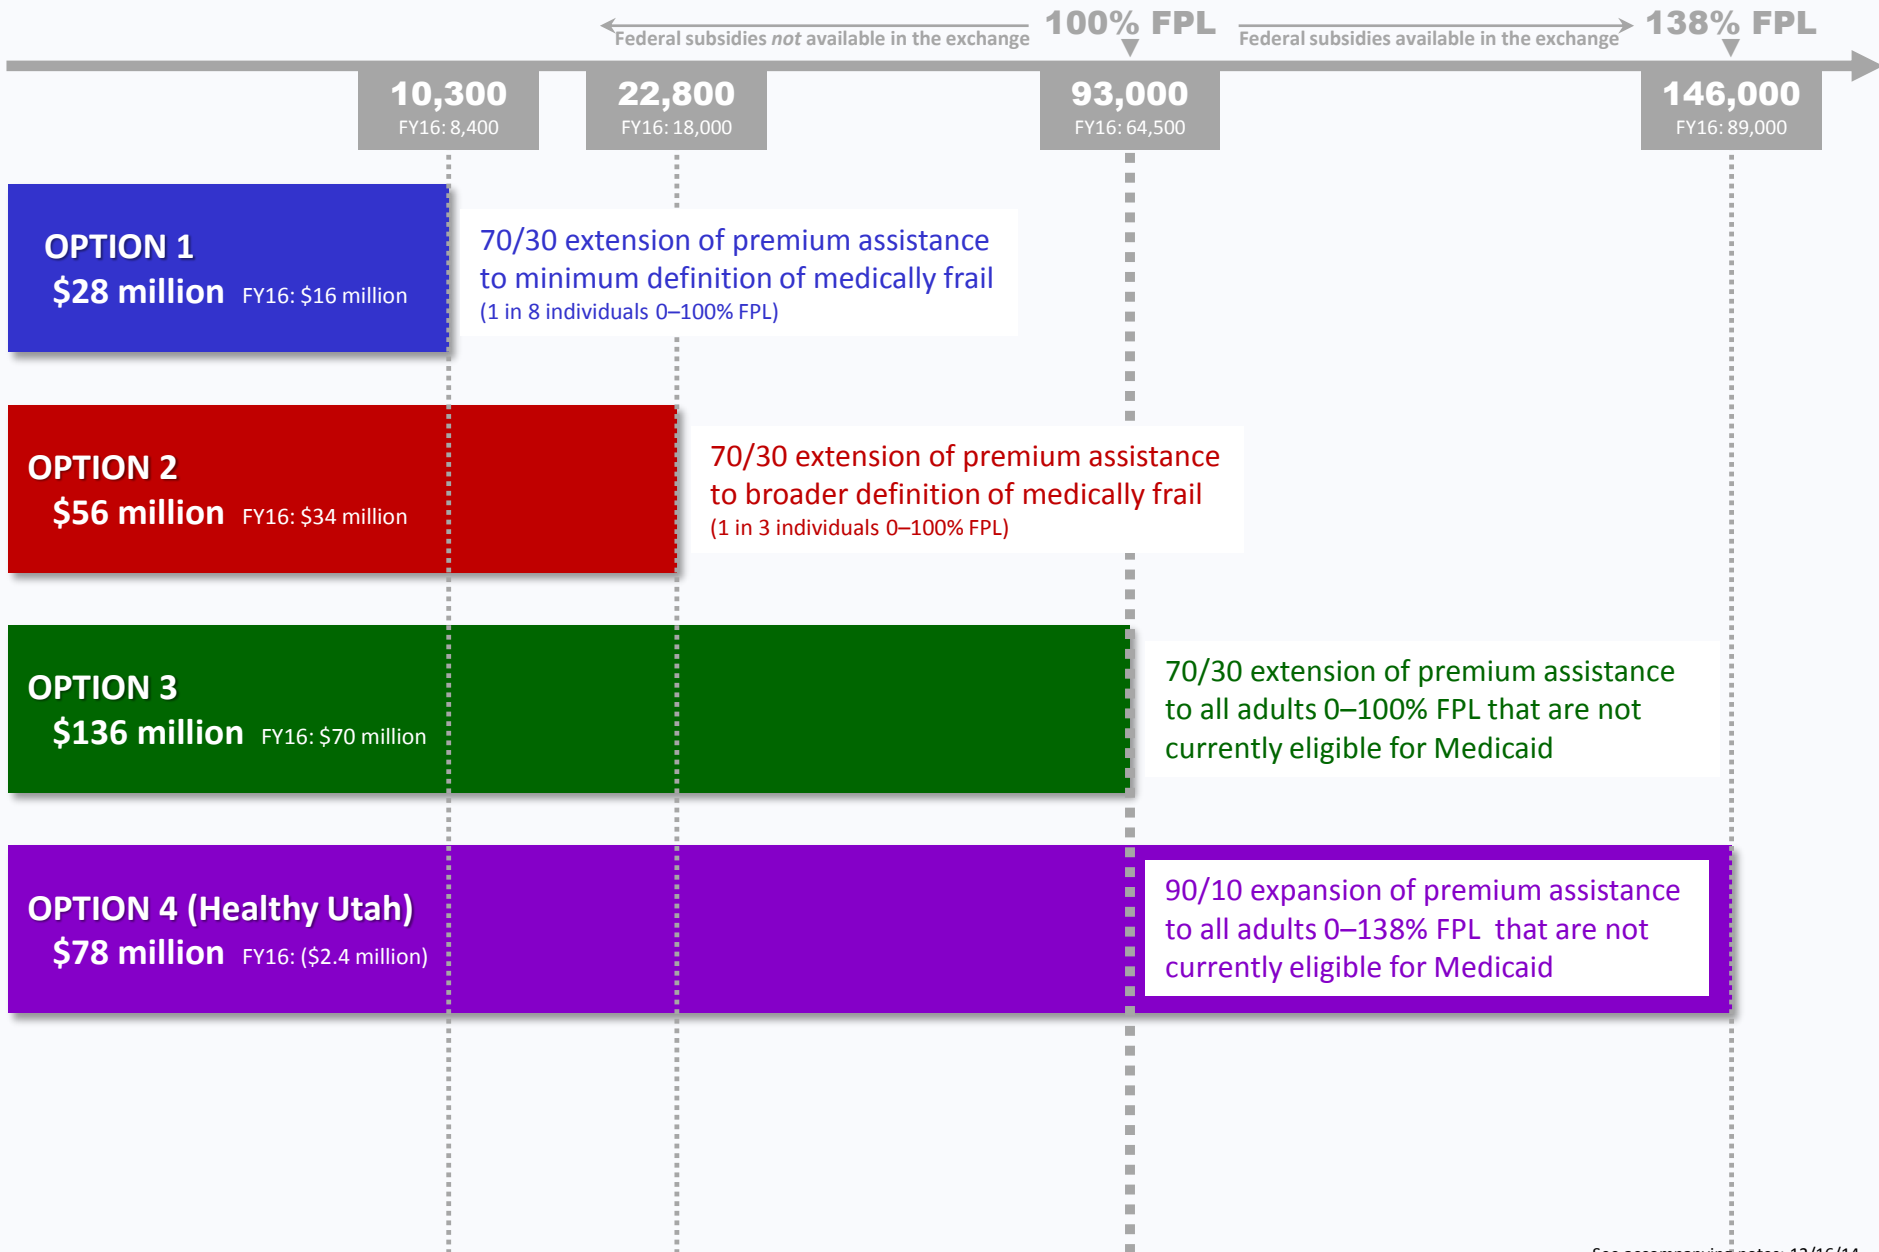 100% FPL
138% FPL
Federal subsidies not available in the exchange
Federal subsidies available in the exchange
10,300
FY16: 8,400
22,800
FY16: 18,000
93,000
FY16: 64,500
146,000
FY16: 89,000
OPTION 1
$28 million FY16: $16 million
70/30 extension of premium assistance
to minimum definition of medically frail
(1 in 8 individuals 0–100% FPL)
OPTION 2
$56 million FY16: $34 million
70/30 extension of premium assistance
to broader definition of medically frail
(1 in 3 individuals 0–100% FPL)
OPTION 3
$136 million FY16: $70 million
70/30 extension of premium assistance
to all adults 0–100% FPL that are not
currently eligible for Medicaid
OPTION 4 (Healthy Utah)
$78 million FY16: ($2.4 million)
90/10 expansion of premium assistance
to all adults 0–138% FPL that are not
currently eligible for Medicaid
See accompanying notes: 12/16/14